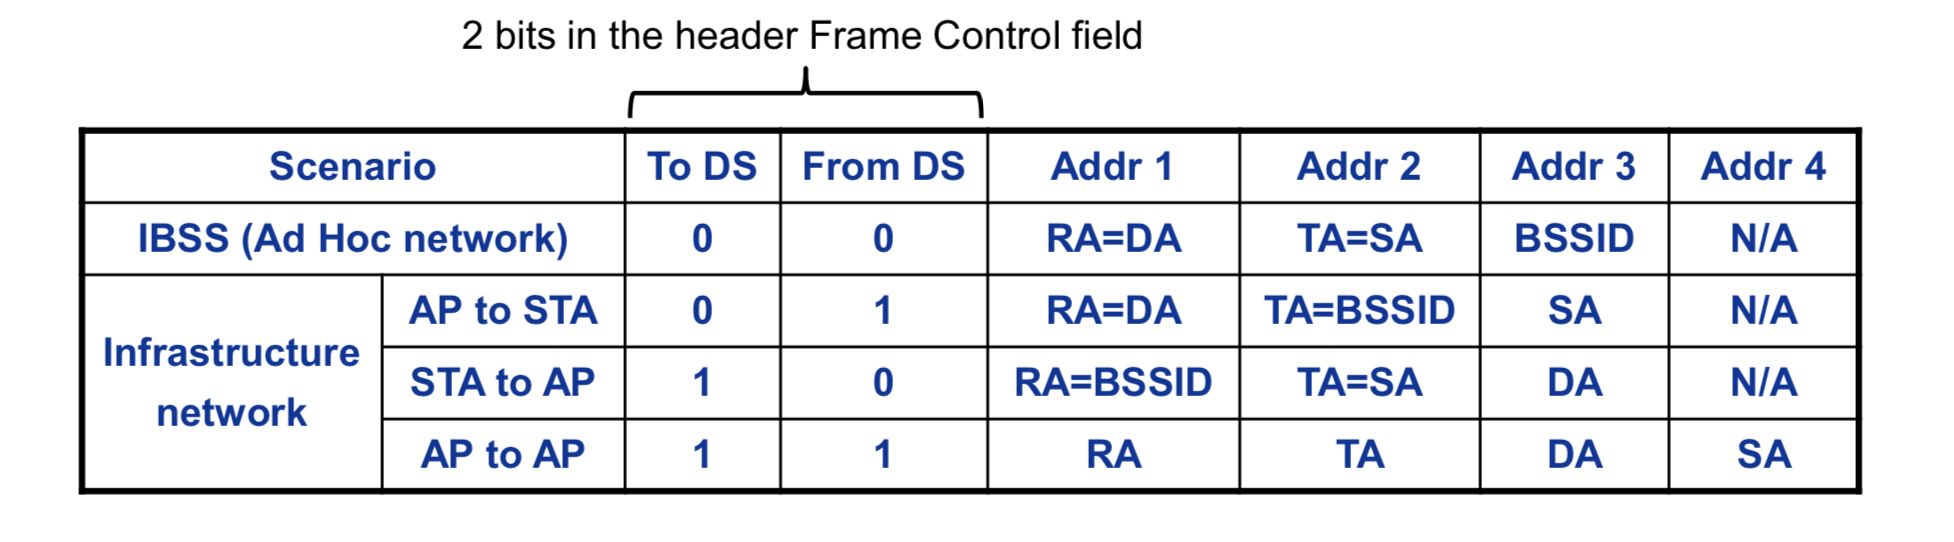 2 bits in the header Frame Control field
Scenario To DS From DS Addr 1 Addr 2 Addr 3 Addr 4
IBSS (Ad Hoc network) 0 0 RA=DA TA=SA BSSID N/A
Infrastructure
network
AP to STA 0 1 RA=DA TA=BSSID SA N/A
STA to AP 1 0 RA=BSSID TA=SA DA N/A
AP to AP 1 1 RA TA DA SA